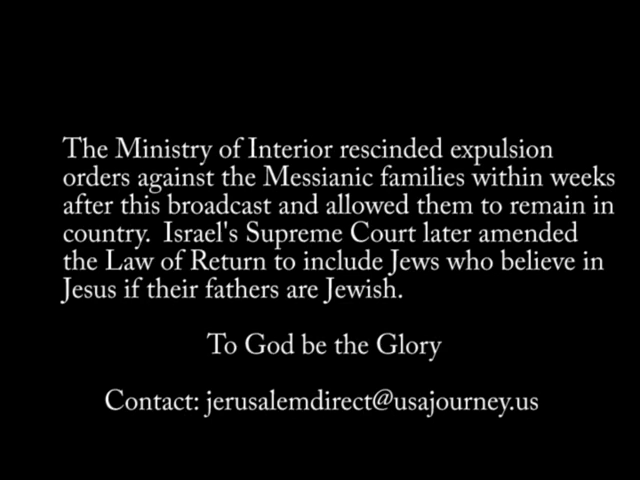 The Ministry of Interior rescinded expulsion
orders against the Messianic families within weeks
after this broadcast and allowed them to remain in
country.  Israel's Supreme Court later amended
the Law of Return to include Jews who believe in
Jesus if their fathers are Jewish.
To God be the Glory
Contact: jerusalemdirect@usajourney.us